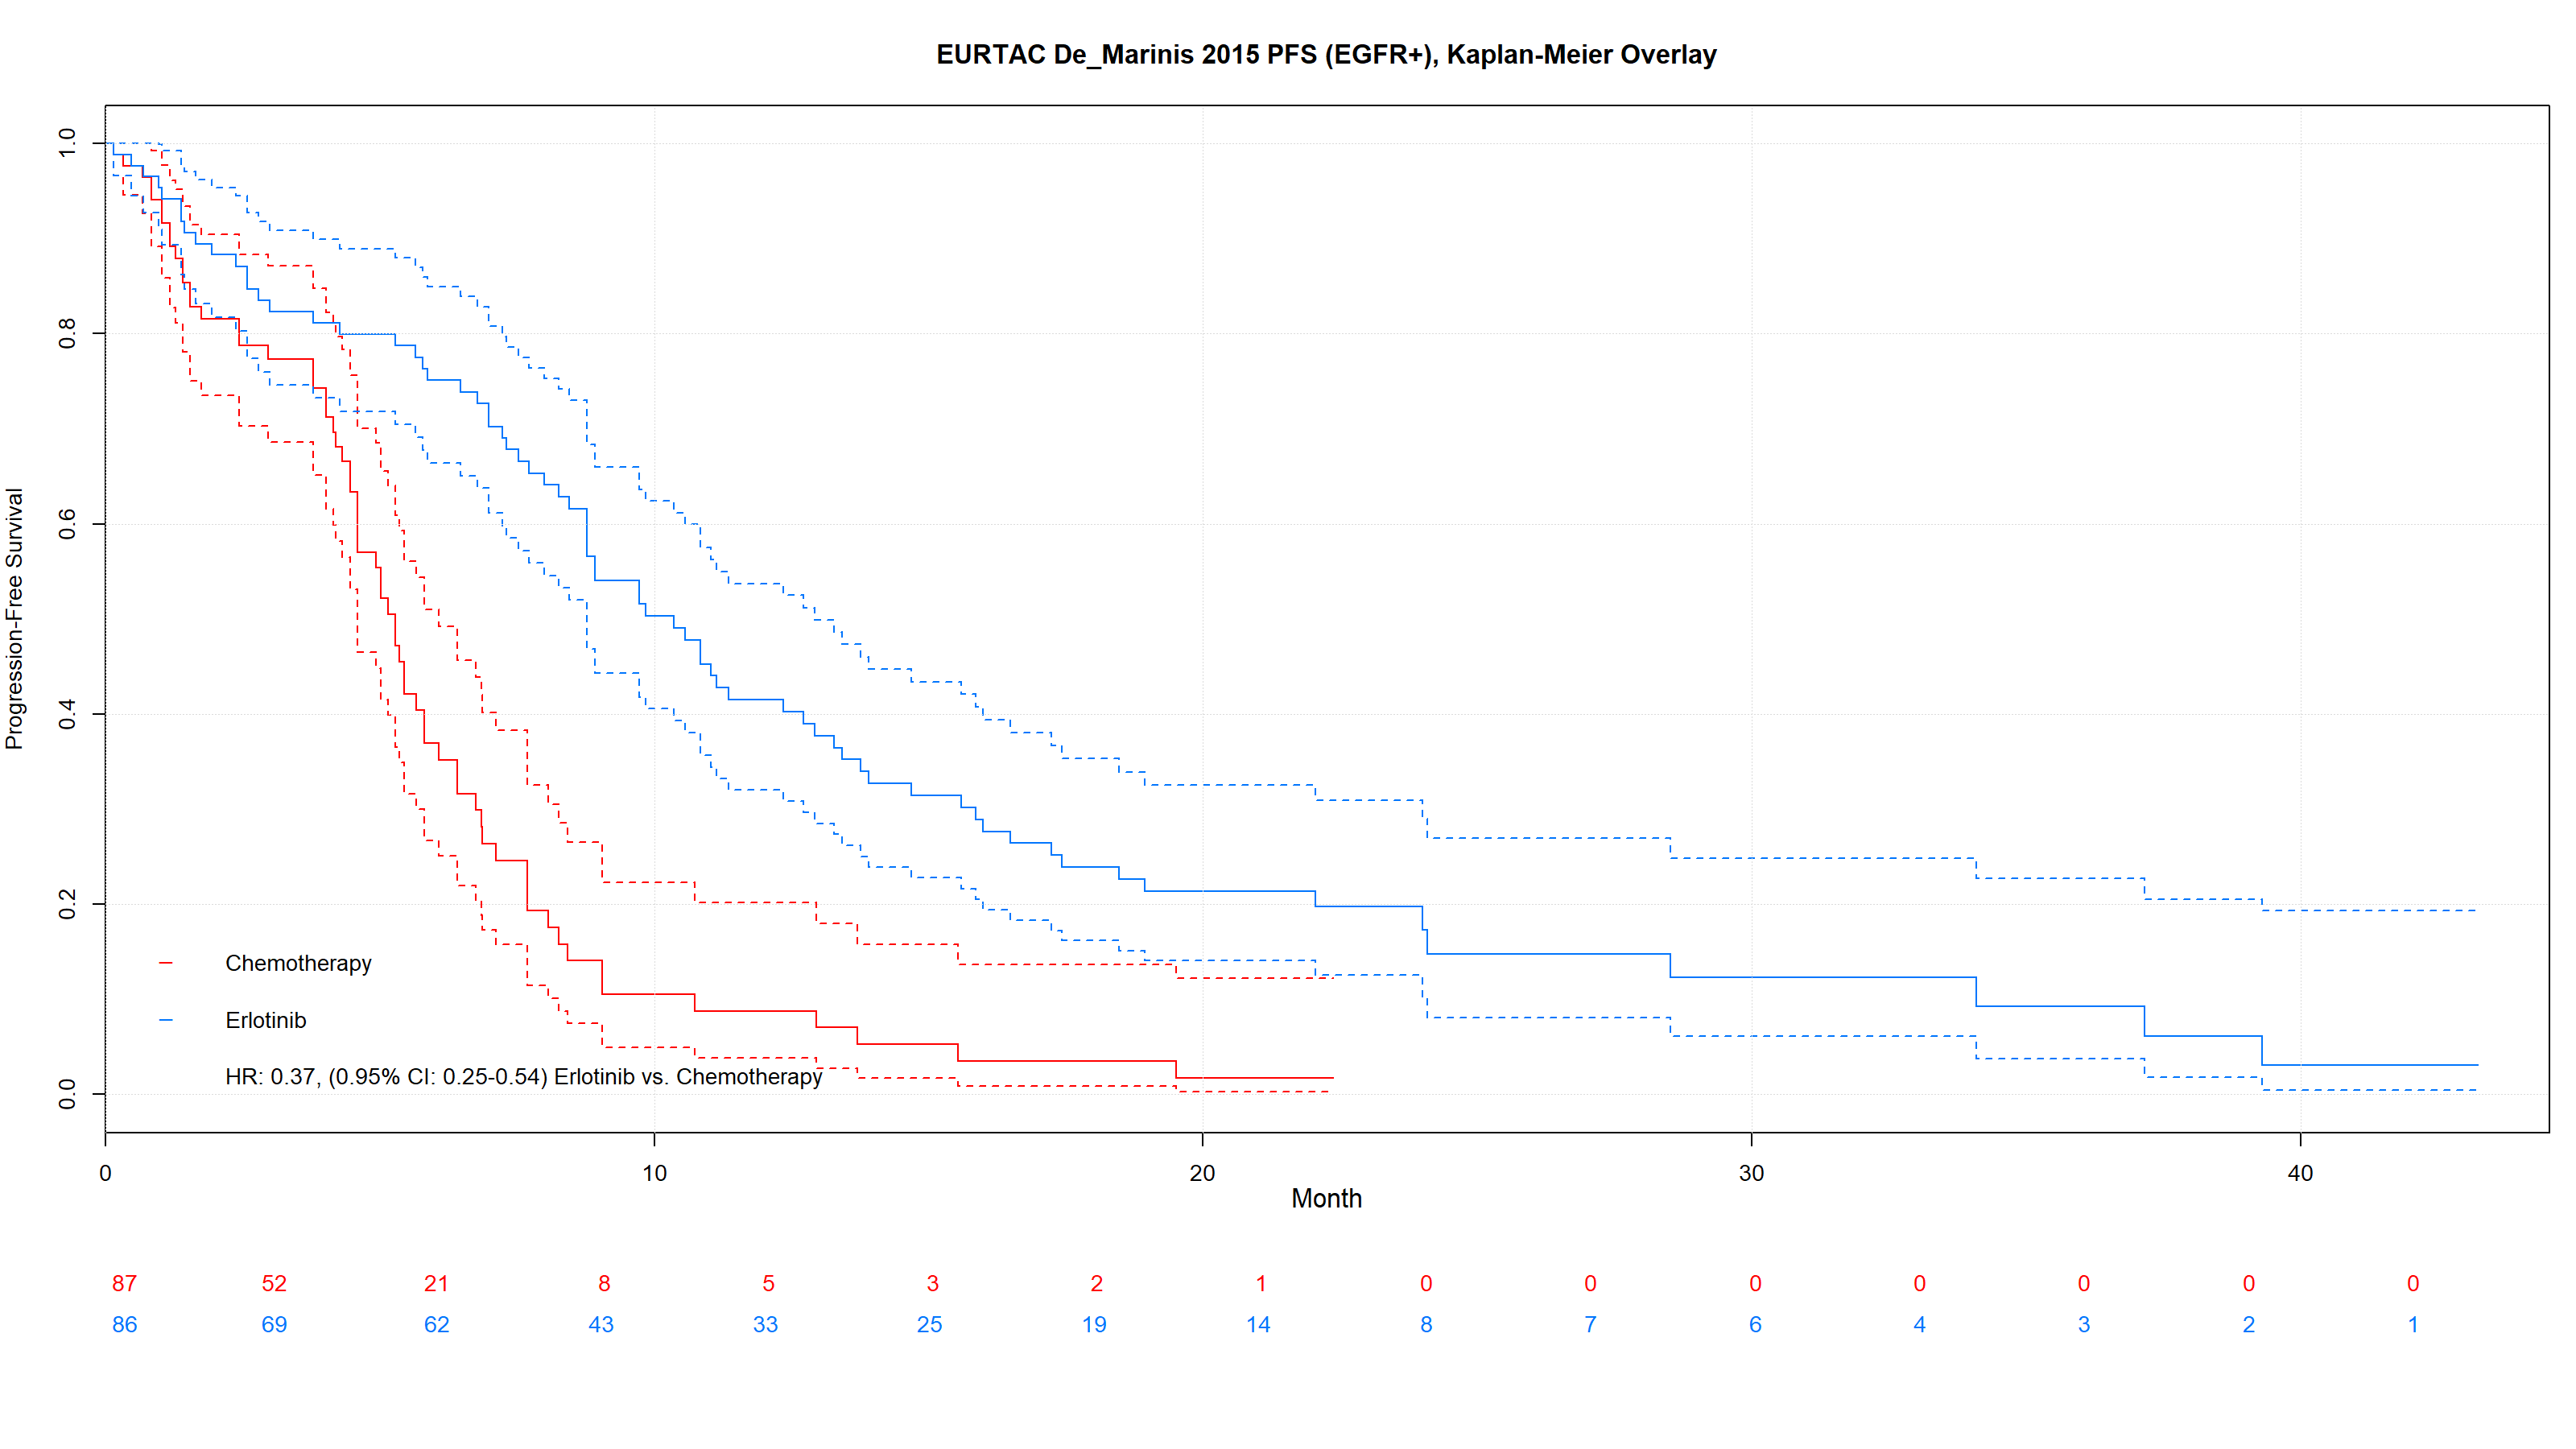 EURTAC De_Marinis 2015 PFS (EGFR+), Kaplan-Meier Overlay
Progression-Free Survival
1.0
0.8
0.6
0.4
0.2
0.0
Chemotherapy
Erlotinib
HR: 0.37, (0.95% CI: 0.25-0.54) Erlotinib vs. Chemotherapy
0 10 20 30 40
Month
87 52 21 8 5 3 2 1 0 0 0 0 0 0 0
86 69 62 43 33 25 19 14 8 7 6 4 3 2 1